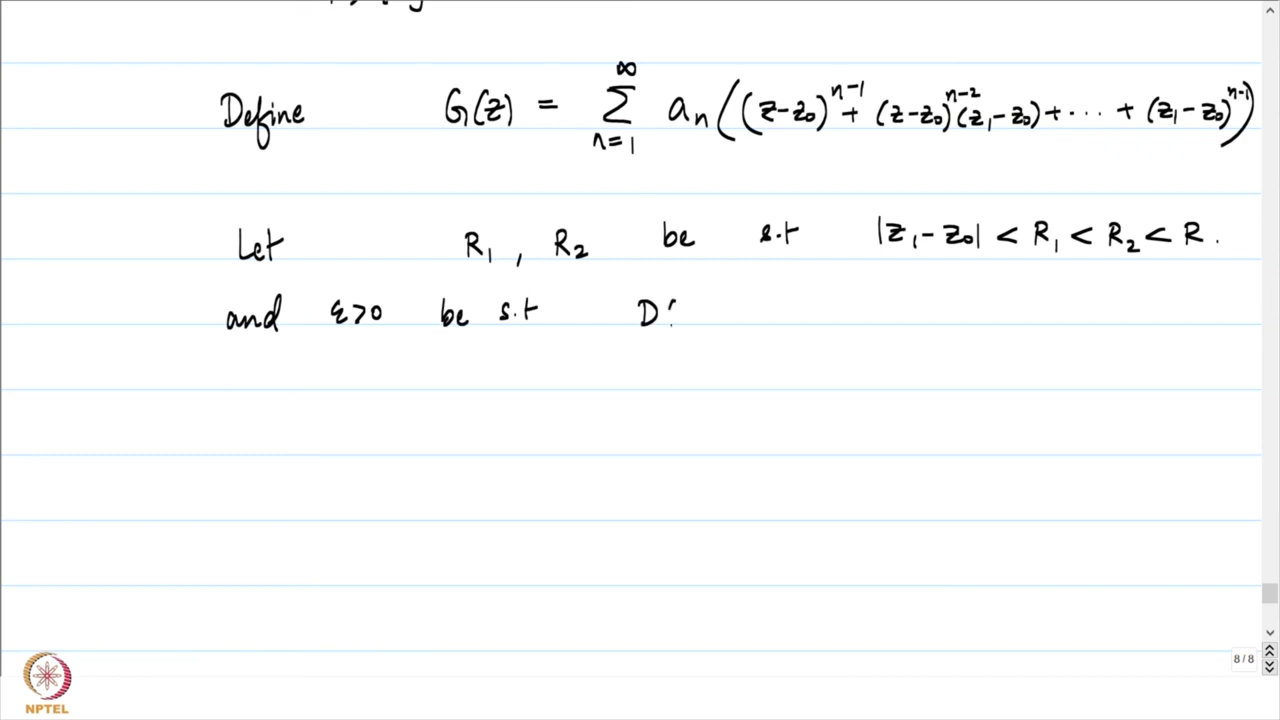 Define G(z) = ∑_{n=1}^{∞} a_n((z-z_0)^{n-1} + (z-z_0)^{n-2}(z_1-z_0) + ⋯ + (z_1-z_0)^{n-1})
Let R_1, R_2 be s.t |z_1-z_0| < R_1 < R_2 < R.
and ε>0 be s.t D
8/8
NPTEL